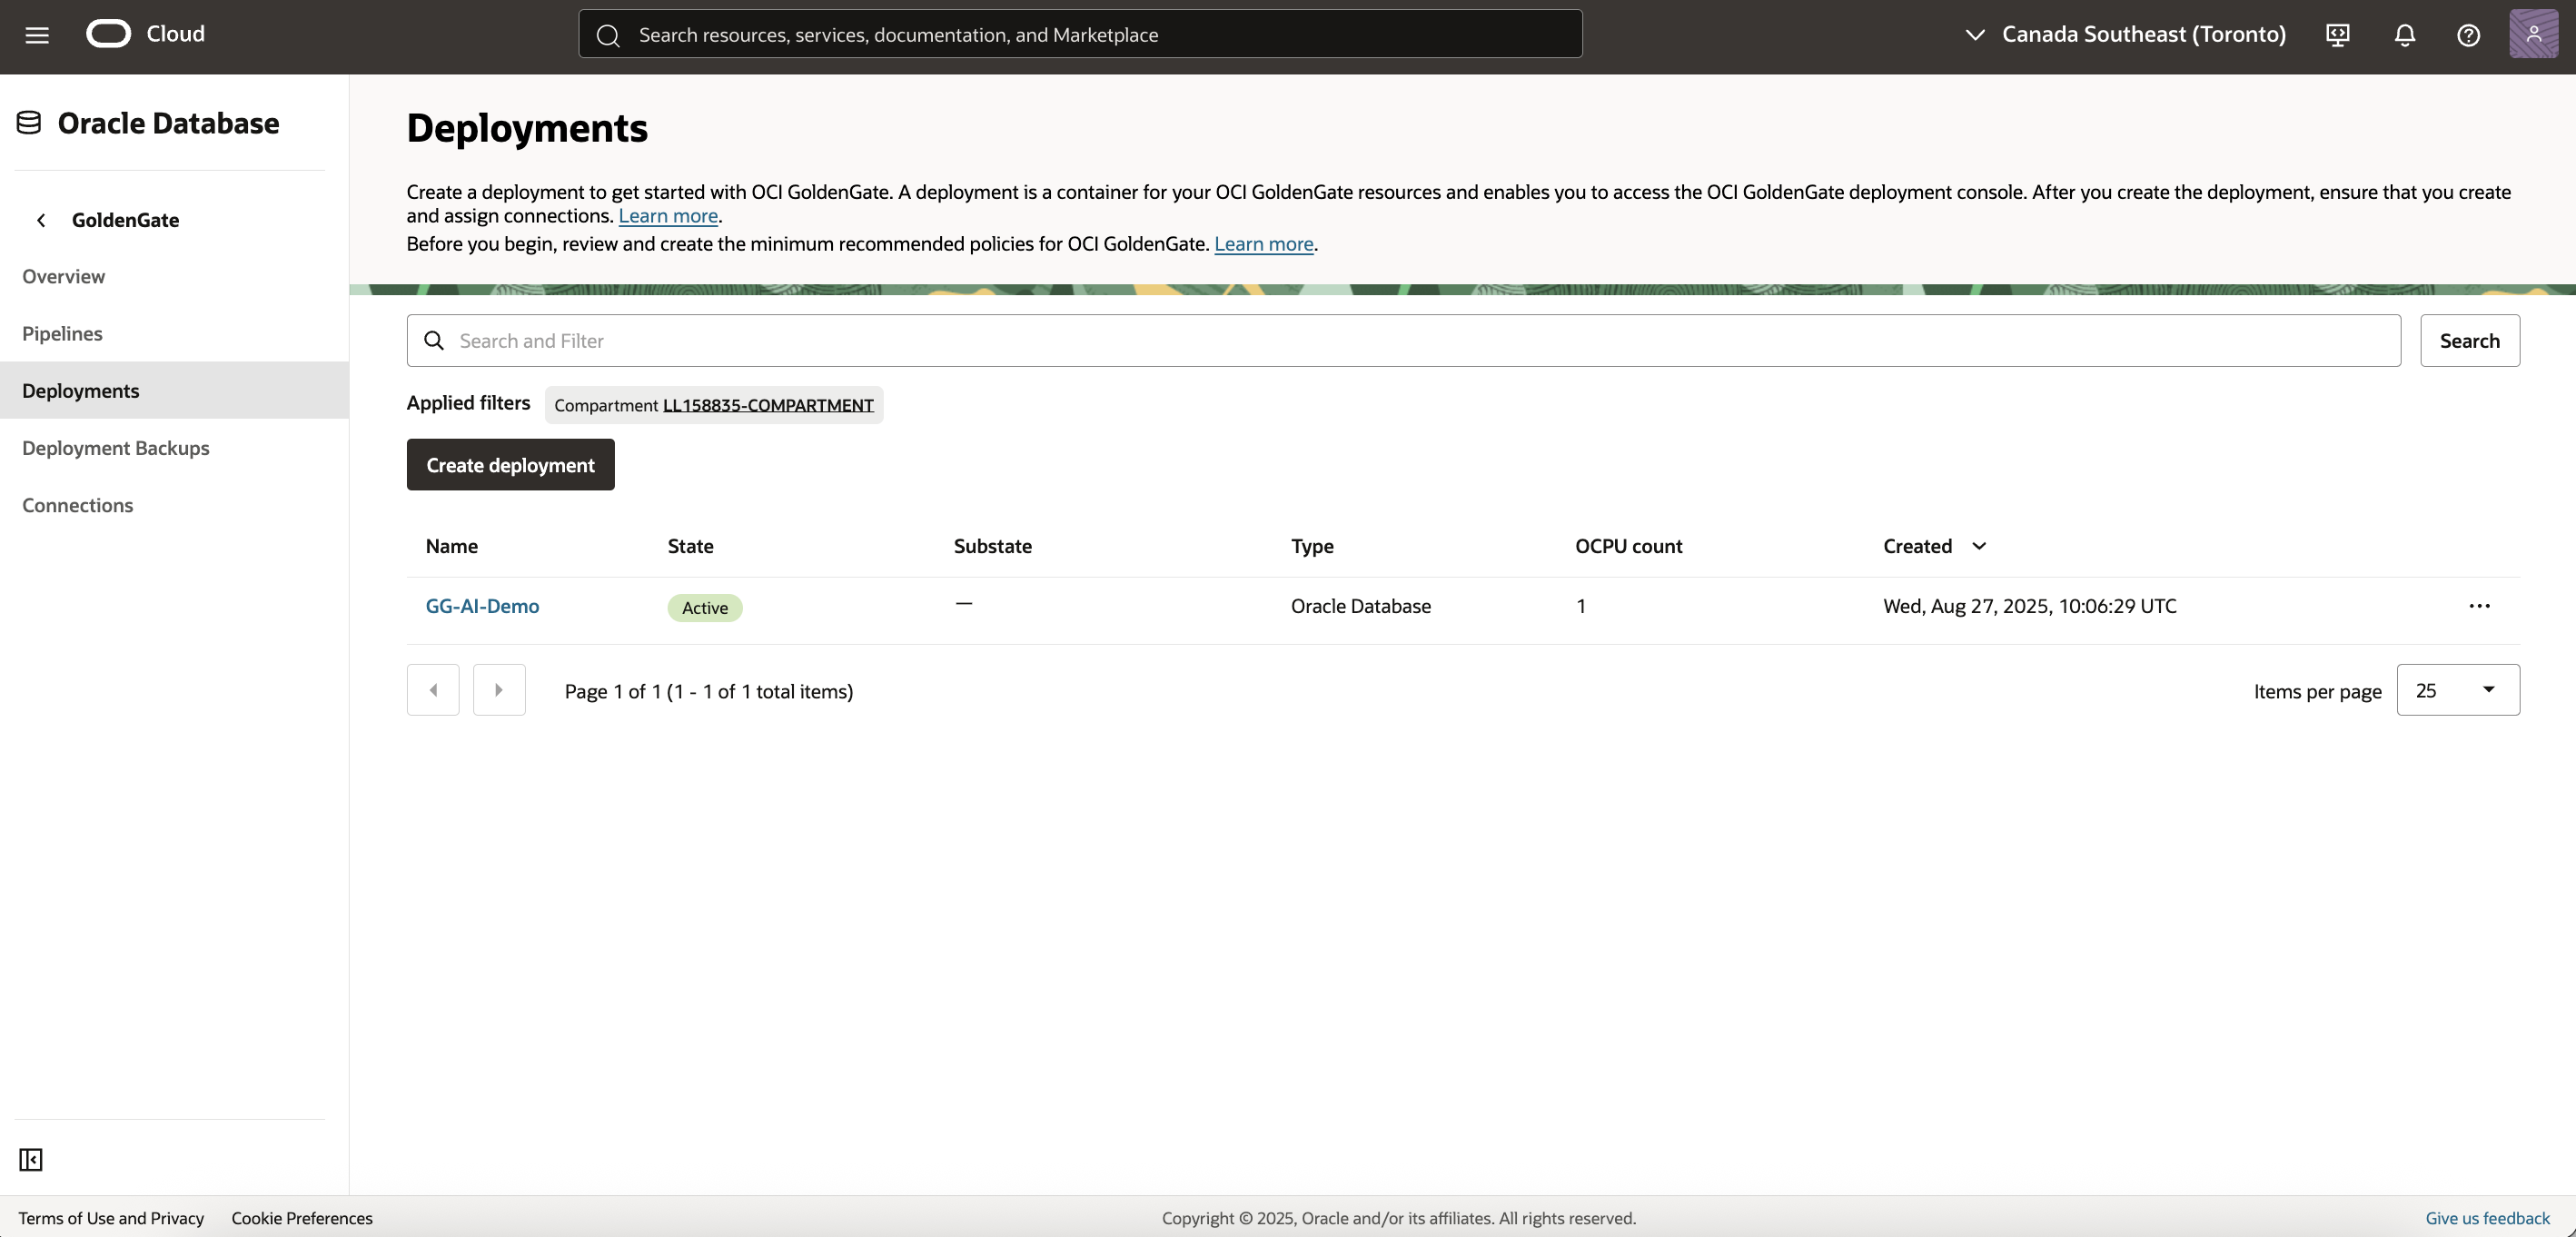 Cloud
Search resources, services, documentation, and Marketplace
Canada Southeast (Toronto)
Oracle Database
GoldenGate
Overview
Pipelines
Deployments
Deployment Backups
Connections
Deployments
Create a deployment to get started with OCI GoldenGate. A deployment is a container for your OCI GoldenGate resources and enables you to access the OCI GoldenGate deployment console. After you create the deployment, ensure that you create
and assign connections. Learn more.
Before you begin, review and create the minimum recommended policies for OCI GoldenGate. Learn more.
Search and Filter
Search
Applied filters Compartment LL158835-COMPARTMENT
Create deployment
Name State Substate Type OCPU count Created
GG-AI-Demo Active — Oracle Database 1 Wed, Aug 27, 2025, 10:06:29 UTC
Page 1 of 1 (1 - 1 of 1 total items)
Items per page 25
Terms of Use and Privacy Cookie Preferences
Copyright © 2025, Oracle and/or its affiliates. All rights reserved.
Give us feedback